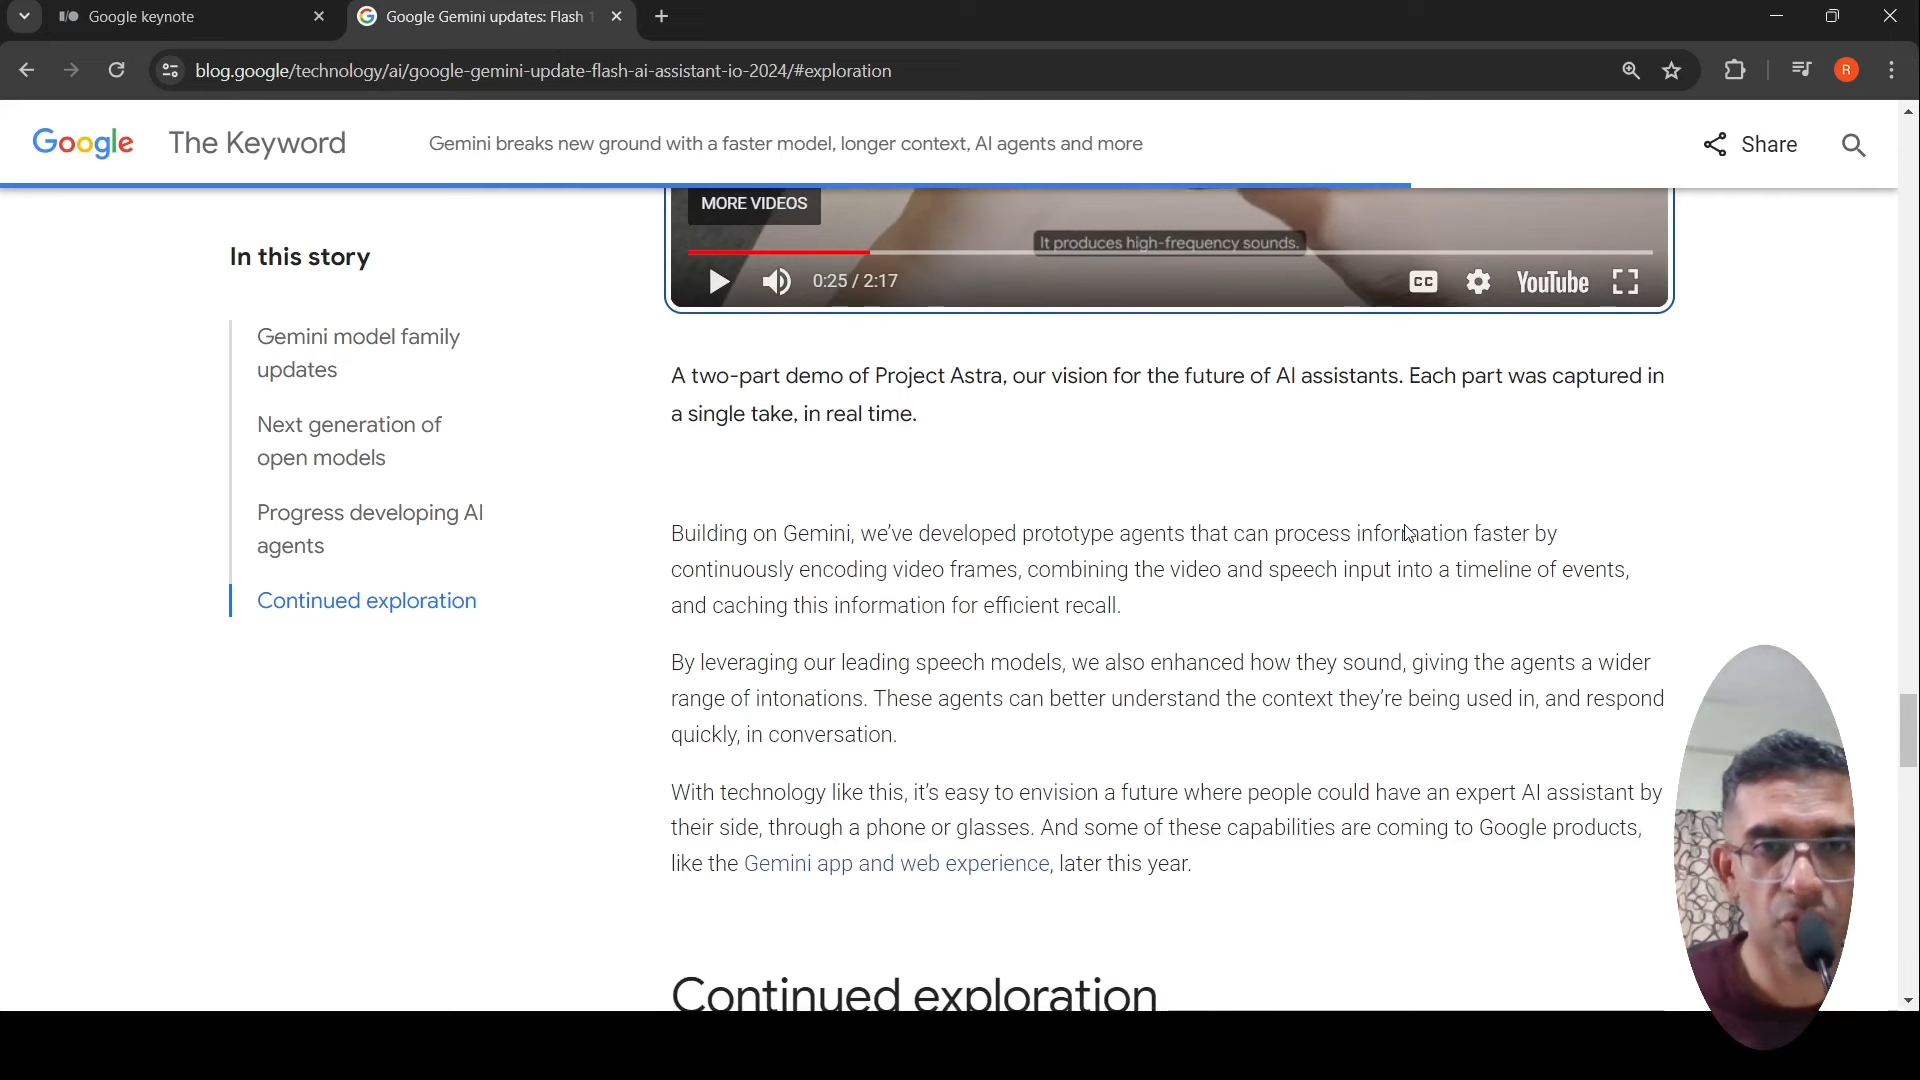 Google keynote
Google Gemini updates: Flash 1
blog.google/technology/ai/google-gemini-update-flash-ai-assistant-io-2024/#exploration
R
Google The Keyword
Gemini breaks new ground with a faster model, longer context, AI agents and more
Share
MORE VIDEOS
It produces high-frequency sounds.
0:25 / 2:17
CC
YouTube
In this story
Gemini model family
updates
Next generation of
open models
Progress developing AI
agents
Continued exploration
A two-part demo of Project Astra, our vision for the future of AI assistants. Each part was captured in
a single take, in real time.
Building on Gemini, we’ve developed prototype agents that can process information faster by
continuously encoding video frames, combining the video and speech input into a timeline of events,
and caching this information for efficient recall.
By leveraging our leading speech models, we also enhanced how they sound, giving the agents a wider
range of intonations. These agents can better understand the context they’re being used in, and respond
quickly, in conversation.
With technology like this, it’s easy to envision a future where people could have an expert AI assistant by
their side, through a phone or glasses. And some of these capabilities are coming to Google products,
like the Gemini app and web experience, later this year.
Continued exploration